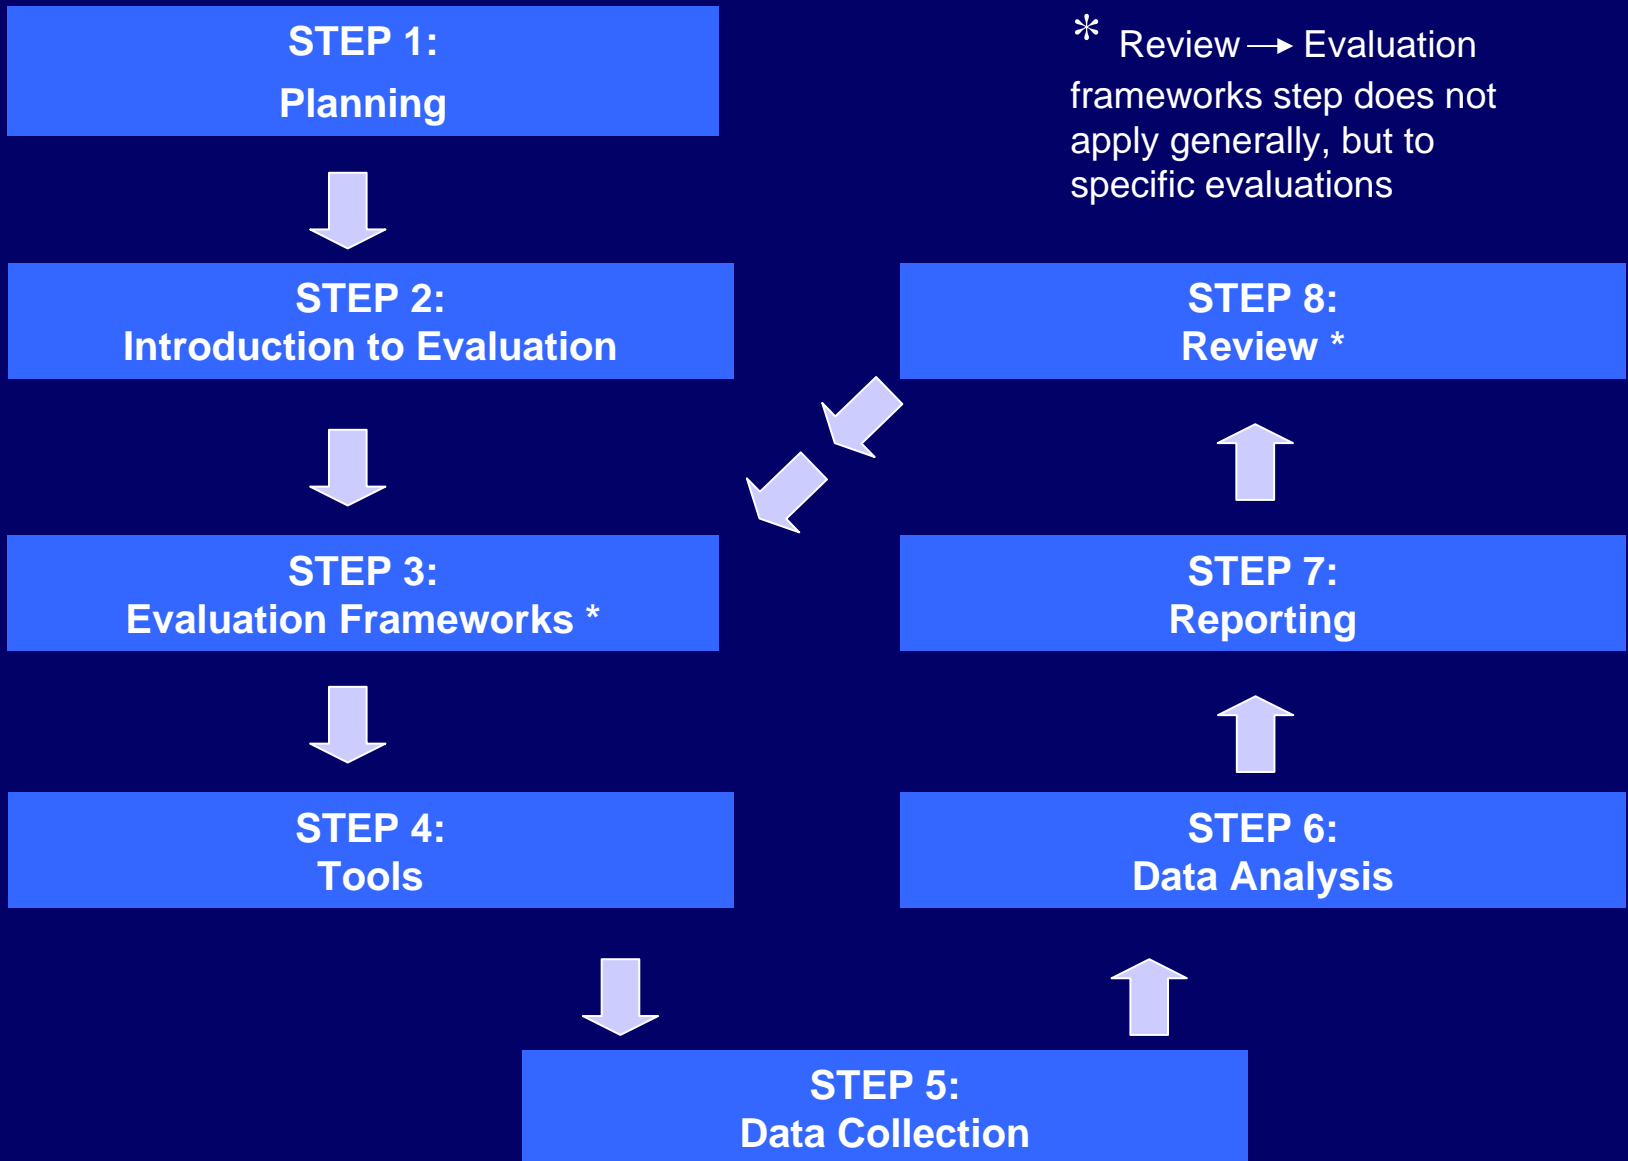 STEP 1:
Planning
* Review → Evaluation
frameworks step does not
apply generally, but to
specific evaluations
STEP 2:
Introduction to Evaluation
STEP 8:
Review *
STEP 3:
Evaluation Frameworks *
STEP 7:
Reporting
STEP 4:
Tools
STEP 6:
Data Analysis
STEP 5:
Data Collection